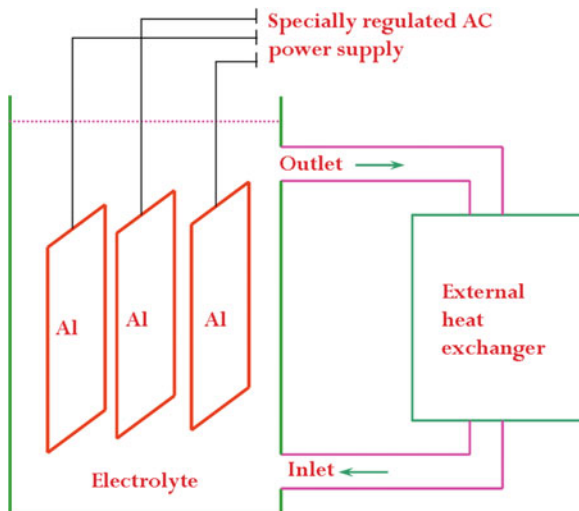 Specially regulated AC
power supply
Outlet
Al
Al
Al
External
heat
exchanger
Inlet
Electrolyte